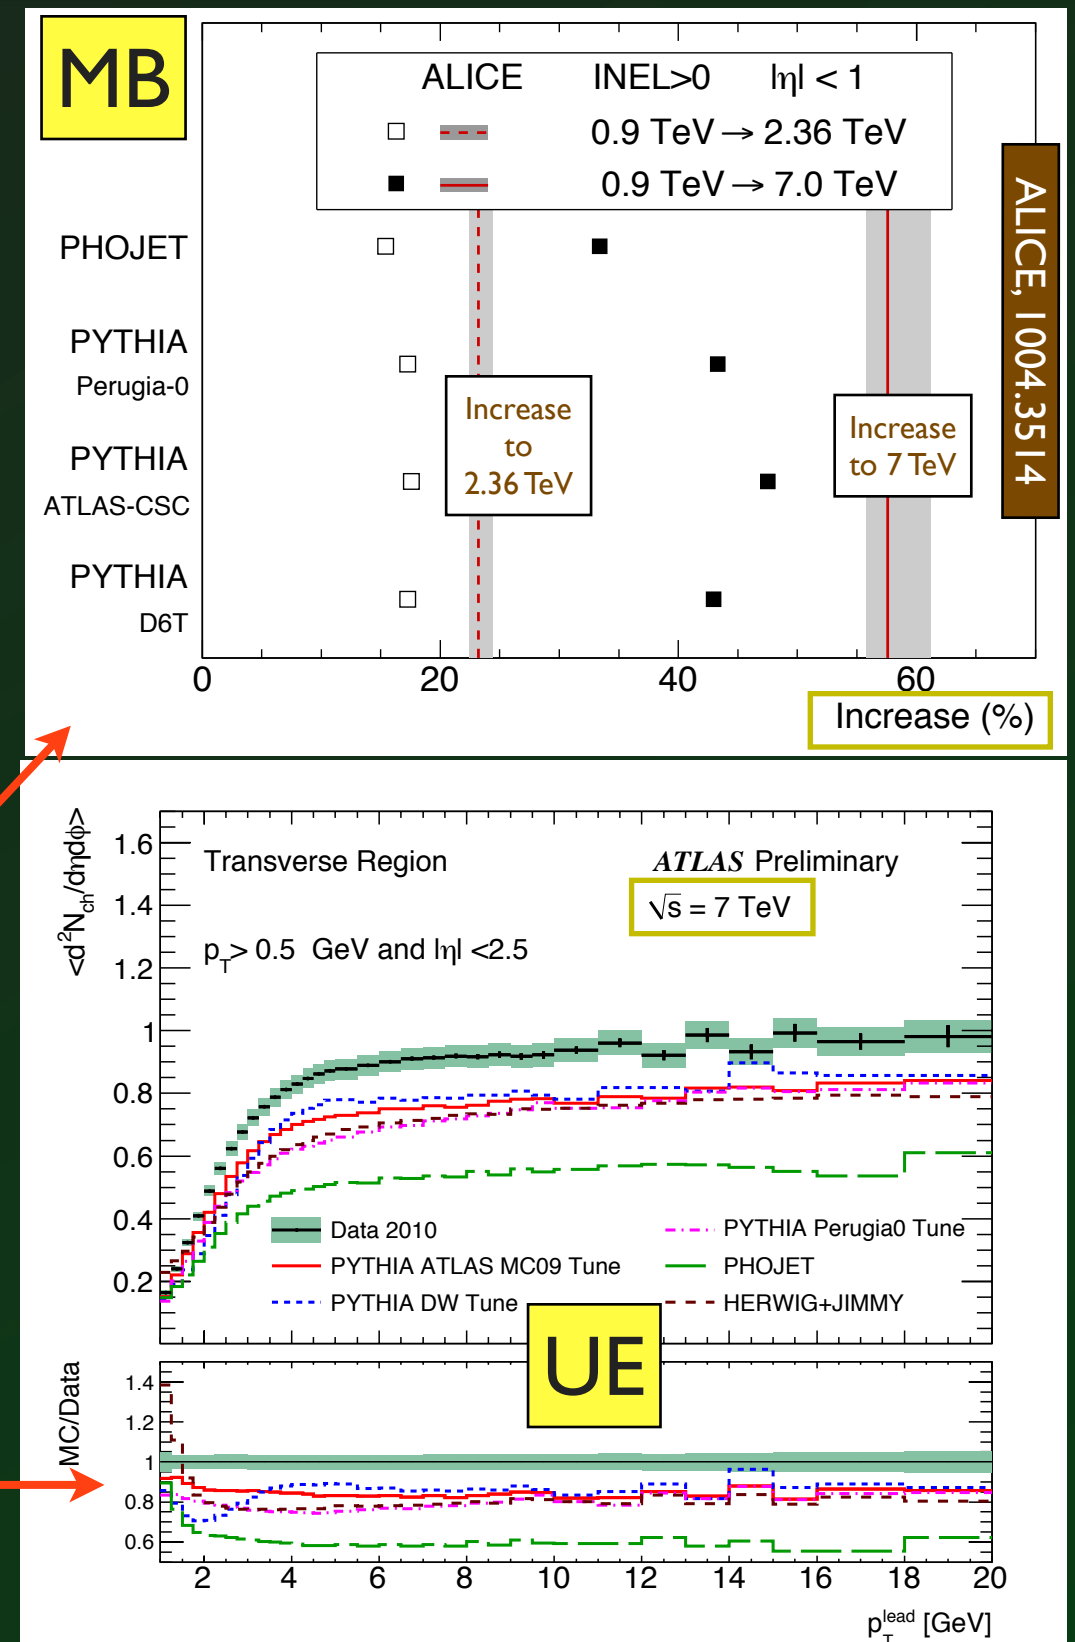 MB
ALICE INEL>0 |η| < 1
0.9 TeV → 2.36 TeV
0.9 TeV → 7.0 TeV
ALICE, 1004.3514
PHOJET
PYTHIA
Perugia-0
PYTHIA
ATLAS-CSC
PYTHIA
D6T
Increase
to
2.36 TeV
Increase
to 7 TeV
0 20 40 60
Increase (%)
<d²N_ch/dηdφ>
1.6
1.4
1.2
1
0.8
0.6
0.4
0.2
Transverse Region
ATLAS Preliminary
√s = 7 TeV
p_T > 0.5 GeV and |η| <2.5
Data 2010
PYTHIA ATLAS MC09 Tune
PYTHIA DW Tune
PYTHIA Perugia0 Tune
PHOJET
HERWIG+JIMMY
UE
MC/Data
1.4
1.2
1
0.8
0.6
2 4 6 8 10 12 14 16 18 20
p_T^lead [GeV]